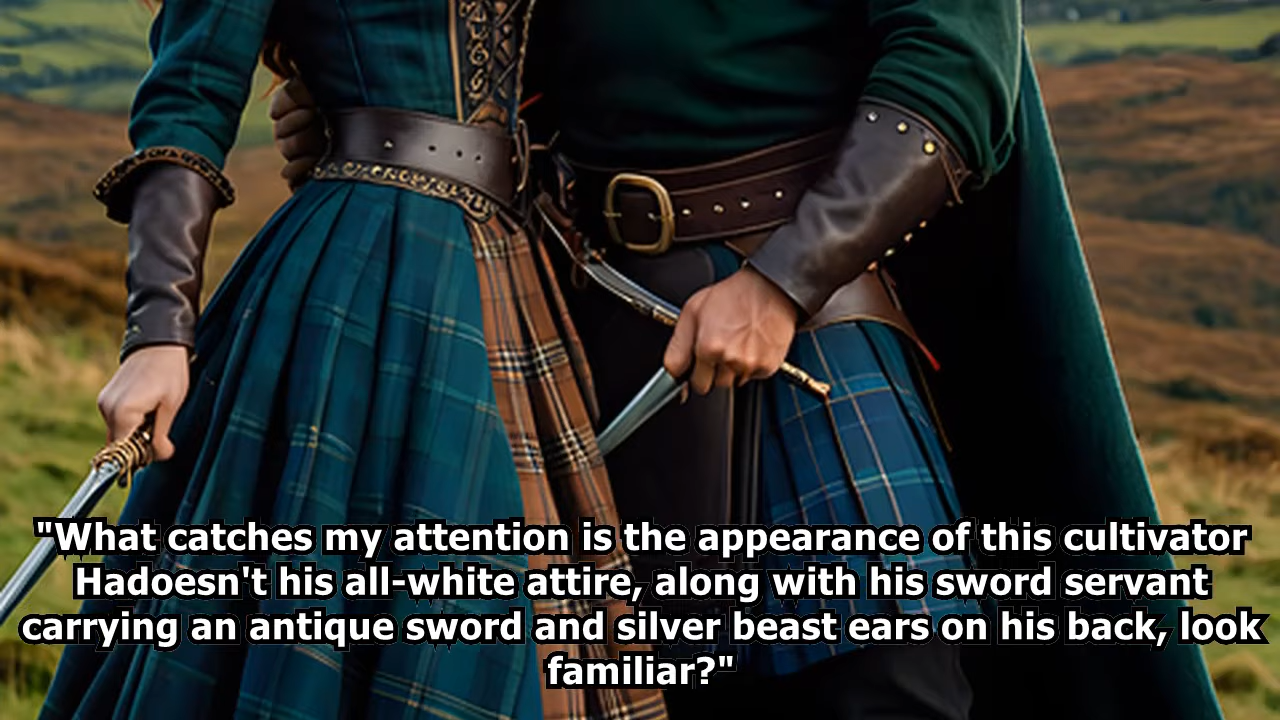 "What catches my attention is the appearance of this cultivator
Hadoesn't his all-white attire, along with his sword servant
carrying an antique sword and silver beast ears on his back, look
familiar?"